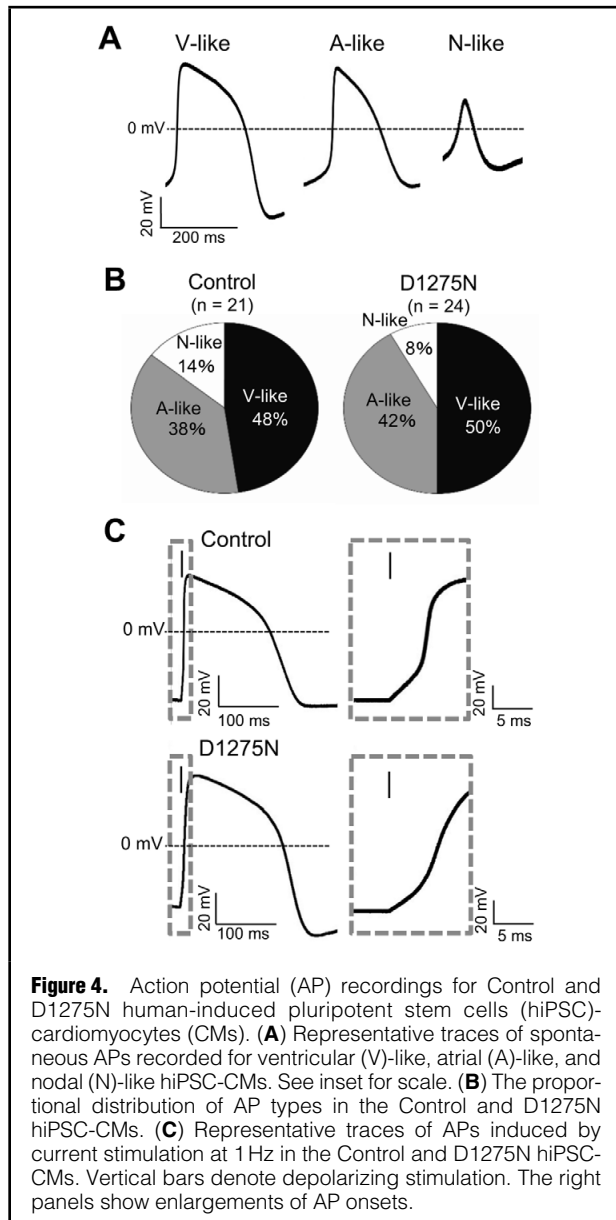 A
V-like
A-like
N-like
0 mV
20 mV
200 ms
B
Control
(n = 21)
N-like
14%
A-like
38%
V-like
48%
D1275N
(n = 24)
N-like
8%
A-like
42%
V-like
50%
C
Control
0 mV
20 mV
100 ms
20 mV
5 ms
D1275N
0 mV
20 mV
100 ms
20 mV
5 ms
Figure 4. Action potential (AP) recordings for Control and
D1275N human-induced pluripotent stem cells (hiPSC)-
cardiomyocytes (CMs). (A) Representative traces of sponta-
neous APs recorded for ventricular (V)-like, atrial (A)-like, and
nodal (N)-like hiPSC-CMs. See inset for scale. (B) The propor-
tional distribution of AP types in the Control and D1275N
hiPSC-CMs. (C) Representative traces of APs induced by
current stimulation at 1 Hz in the Control and D1275N hiPSC-
CMs. Vertical bars denote depolarizing stimulation. The right
panels show enlargements of AP onsets.